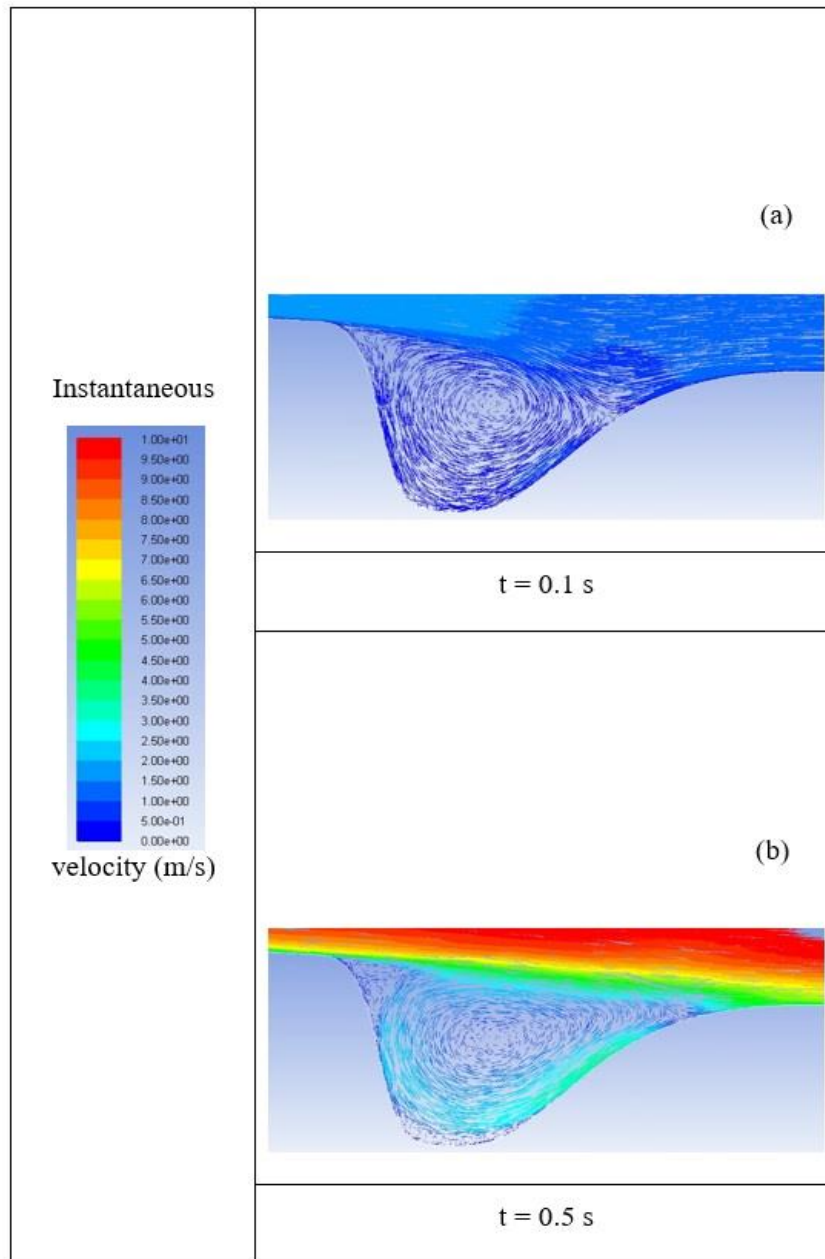 (a)
t = 0.1 s
Instantaneous
1.00e+01
9.50e+00
9.00e+00
8.50e+00
8.00e+00
7.50e+00
7.00e+00
6.50e+00
6.00e+00
5.50e+00
5.00e+00
4.50e+00
4.00e+00
3.50e+00
3.00e+00
2.50e+00
2.00e+00
1.50e+00
1.00e+00
5.00e-01
0.00e+00
velocity (m/s)
(b)
t = 0.5 s